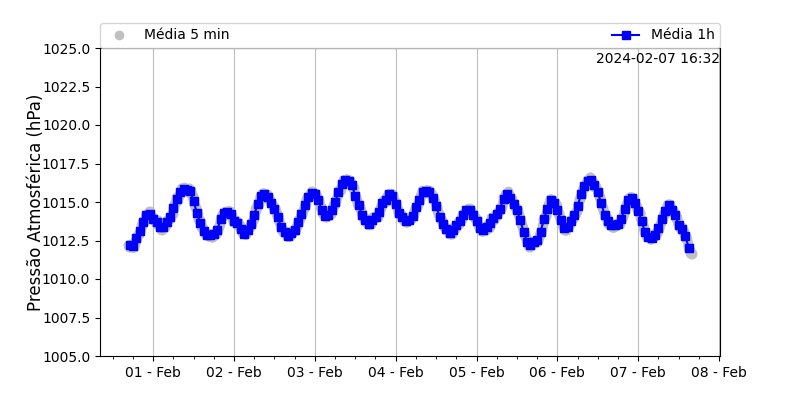 Média 5 min
Média 1h
2024-02-07 16:32
Pressão Atmosférica (hPa)
1025.0
1022.5
1020.0
1017.5
1015.0
1012.5
1010.0
1007.5
1005.0
01 - Feb
02 - Feb
03 - Feb
04 - Feb
05 - Feb
06 - Feb
07 - Feb
08 - Feb